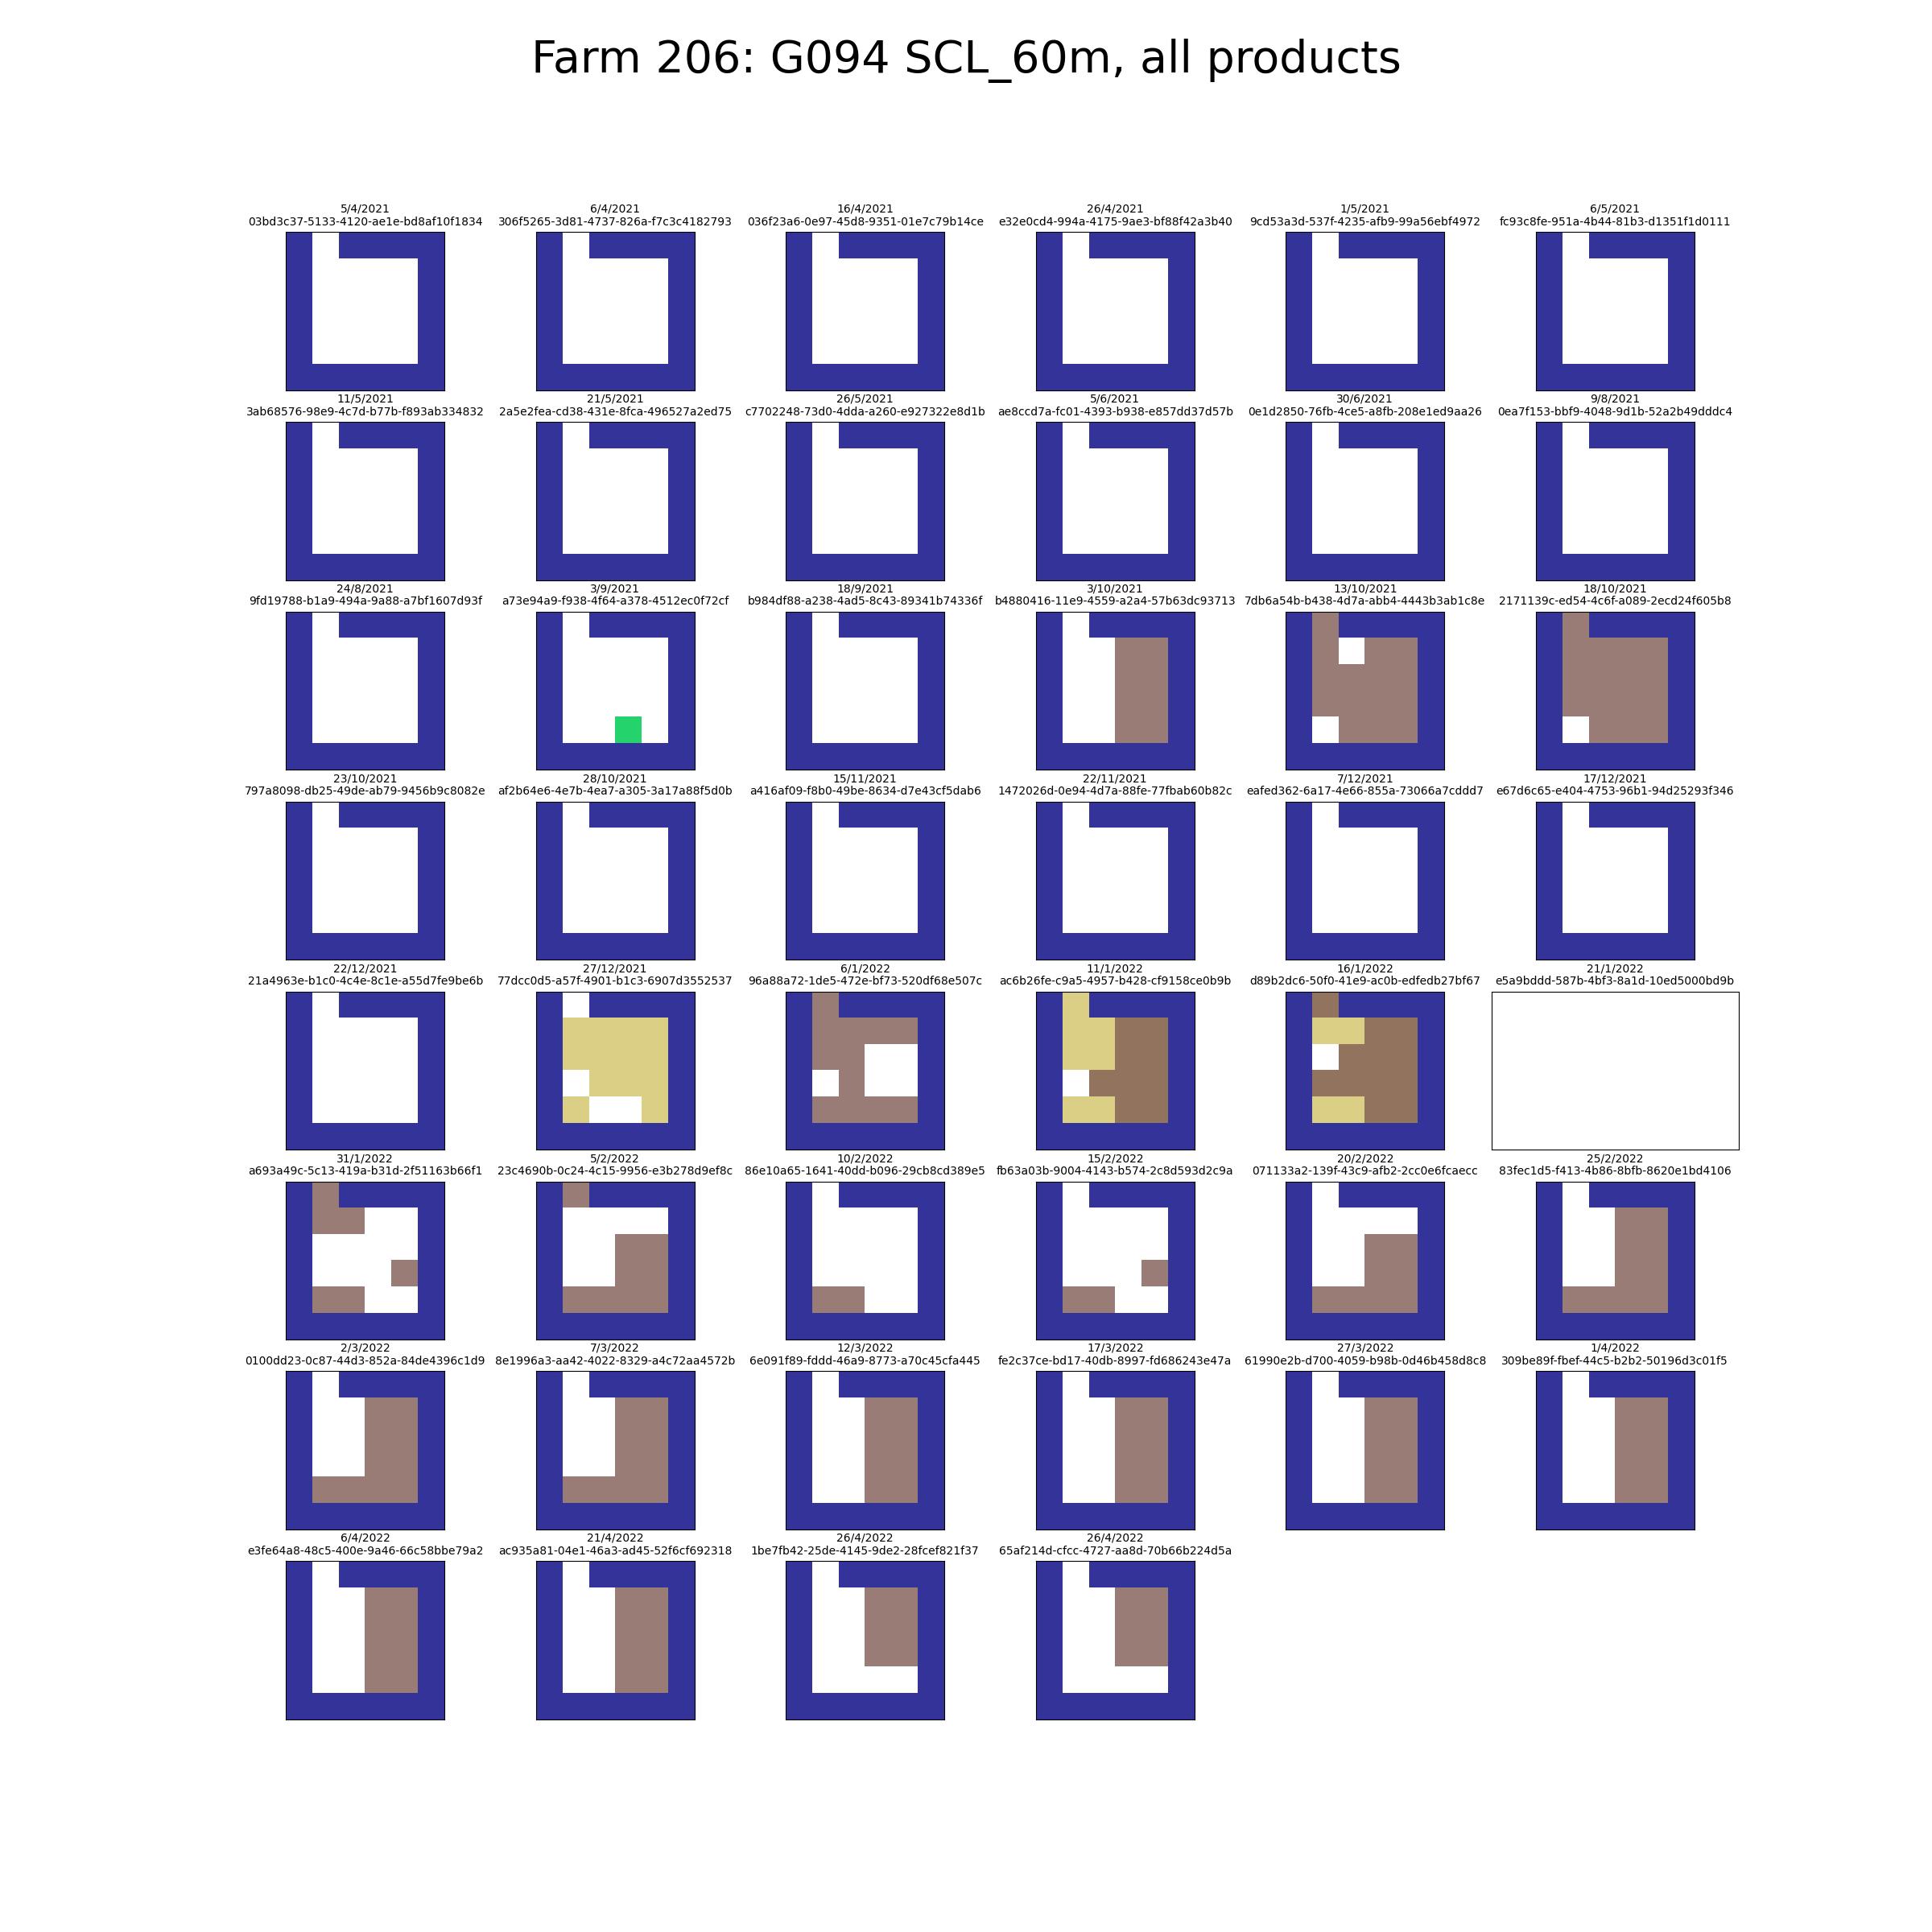 Farm 206: G094 SCL_60m, all products
5/4/2021
03bd3c37-5133-4120-ae1e-bd8af10f1834
6/4/2021
306f5265-3d81-4737-826a-f7c3c4182793
16/4/2021
036f23a6-0e97-45d8-9351-01e7c79b14ce
26/4/2021
e32e0cd4-994a-4175-9ae3-bf88f42a3b40
1/5/2021
9cd53a3d-537f-4235-afb9-99a56ebf4972
6/5/2021
fc93c8fe-951a-4b44-81b3-d1351f1d0111
11/5/2021
3ab68576-98e9-4c7d-b77b-f893ab334832
21/5/2021
2a5e2fea-cd38-431e-8fca-496527a2ed75
26/5/2021
c7702248-73d0-4dda-a260-e927322e8d1b
5/6/2021
ae8ccd7a-fc01-4393-b938-e857dd37d57b
30/6/2021
0e1d2850-76fb-4ce5-a8fb-208e1ed9aa26
9/8/2021
0ea7f153-bbf9-4048-9d1b-52a2b49dddc4
24/8/2021
9fd19788-b1a9-494a-9a88-a7bf1607d93f
3/9/2021
a73e94a9-f938-4f64-a378-4512ec0f72cf
18/9/2021
b984df88-a238-4ad5-8c43-89341b74336f
3/10/2021
b4880416-11e9-4559-a2a4-57b63dc93713
13/10/2021
7db6a54b-b438-4d7a-abb4-4443b3ab1c8e
18/10/2021
2171139c-ed54-4c6f-a089-2ecd24f605b8
23/10/2021
797a8098-db25-49de-ab79-9456b9c8082e
28/10/2021
af2b64e6-4e7b-4ea7-a305-3a17a88f5d0b
15/11/2021
a416af09-f8b0-49be-8634-d7e43cf5dab6
22/11/2021
1472026d-0e94-4d7a-88fe-77fbab60b82c
7/12/2021
eafed362-6a17-4e66-855a-73066a7cddd7
17/12/2021
e67d6c65-e404-4753-96b1-94d25293f346
22/12/2021
21a4963e-b1c0-4c4e-8c1e-a55d7fe9be6b
27/12/2021
77dcc0d5-a57f-4901-b1c3-6907d3552537
6/1/2022
96a88a72-1de5-472e-bf73-520df68e507c
11/1/2022
ac6b26fe-c9a5-4957-b428-cf9158ce0b9b
16/1/2022
d89b2dc6-50f0-41e9-ac0b-edfedb27bf67
21/1/2022
e5a9bddd-587b-4bf3-8a1d-10ed5000bd9b
31/1/2022
a693a49c-5c13-419a-b31d-2f51163b66f1
5/2/2022
23c4690b-0c24-4c15-9956-e3b278d9ef8c
10/2/2022
86e10a65-1641-40dd-b096-29cb8cd389e5
15/2/2022
fb63a03b-9004-4143-b574-2c8d593d2c9a
20/2/2022
071133a2-139f-43c9-afb2-2cc0e6fcaecc
25/2/2022
83fec1d5-f413-4b86-8bfb-8620e1bd4106
2/3/2022
0100dd23-0c87-44d3-852a-84de4396c1d9
7/3/2022
8e1996a3-aa42-4022-8329-a4c72aa4572b
12/3/2022
6e091f89-fddd-46a9-8773-a70c45cfa445
17/3/2022
fe2c37ce-bd17-40db-8997-fd686243e47a
27/3/2022
61990e2b-d700-4059-b98b-0d46b458d8c8
1/4/2022
309be89f-fbef-44c5-b2b2-50196d3c01f5
6/4/2022
e3fe64a8-48c5-400e-9a46-66c58bbe79a2
21/4/2022
ac935a81-04e1-46a3-ad45-52f6cf692318
26/4/2022
1be7fb42-25de-4145-9de2-28fcef821f37
26/4/2022
65af214d-cfcc-4727-aa8d-70b66b224d5a